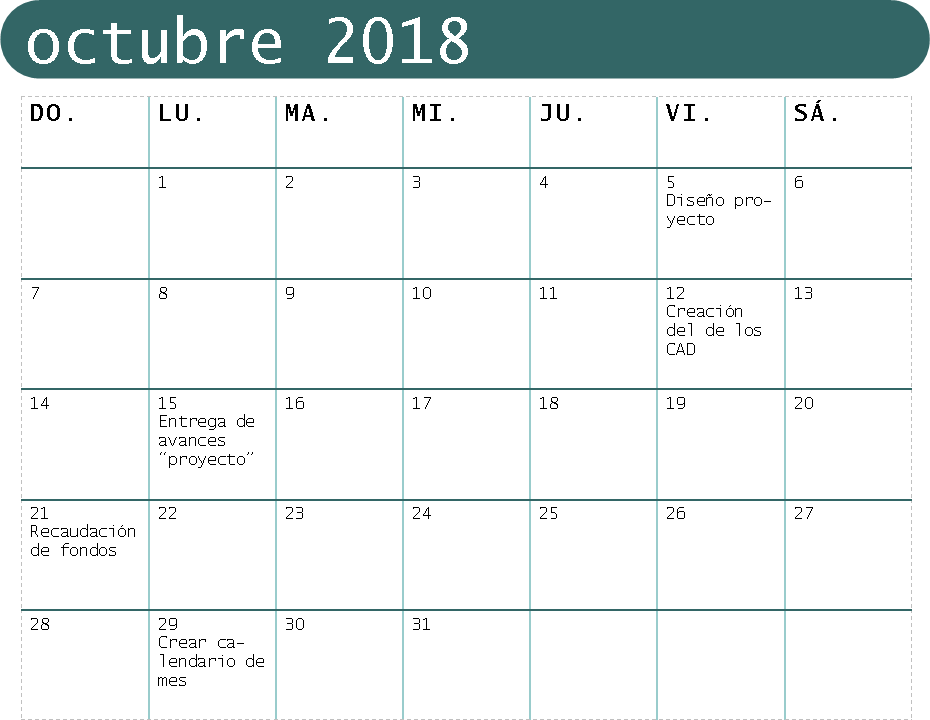 octubre 2018
DO. LU. MA. MI. JU. VI. SÁ.
1 2 3 4 5 6
Diseño pro-
yecto
7 8 9 10 11 12 13
Creación
del de los
CAD
14 15 16 17 18 19 20
Entrega de
avances
“proyecto”
21 22 23 24 25 26 27
Recaudación
de fondos
28 29 30 31
Crear ca-
lendario de
mes